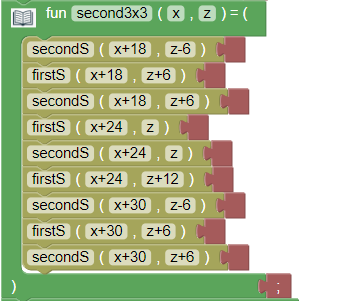 fun second3x3 ( x , z ) = (
secondS ( x+18 , z-6 )
firstS ( x+18 , z+6 )
secondS ( x+18 , z+6 )
firstS ( x+24 , z )
secondS ( x+24 , z )
firstS ( x+24 , z+12 )
secondS ( x+30 , z-6 )
firstS ( x+30 , z+6 )
secondS ( x+30 , z+6 )
) ;